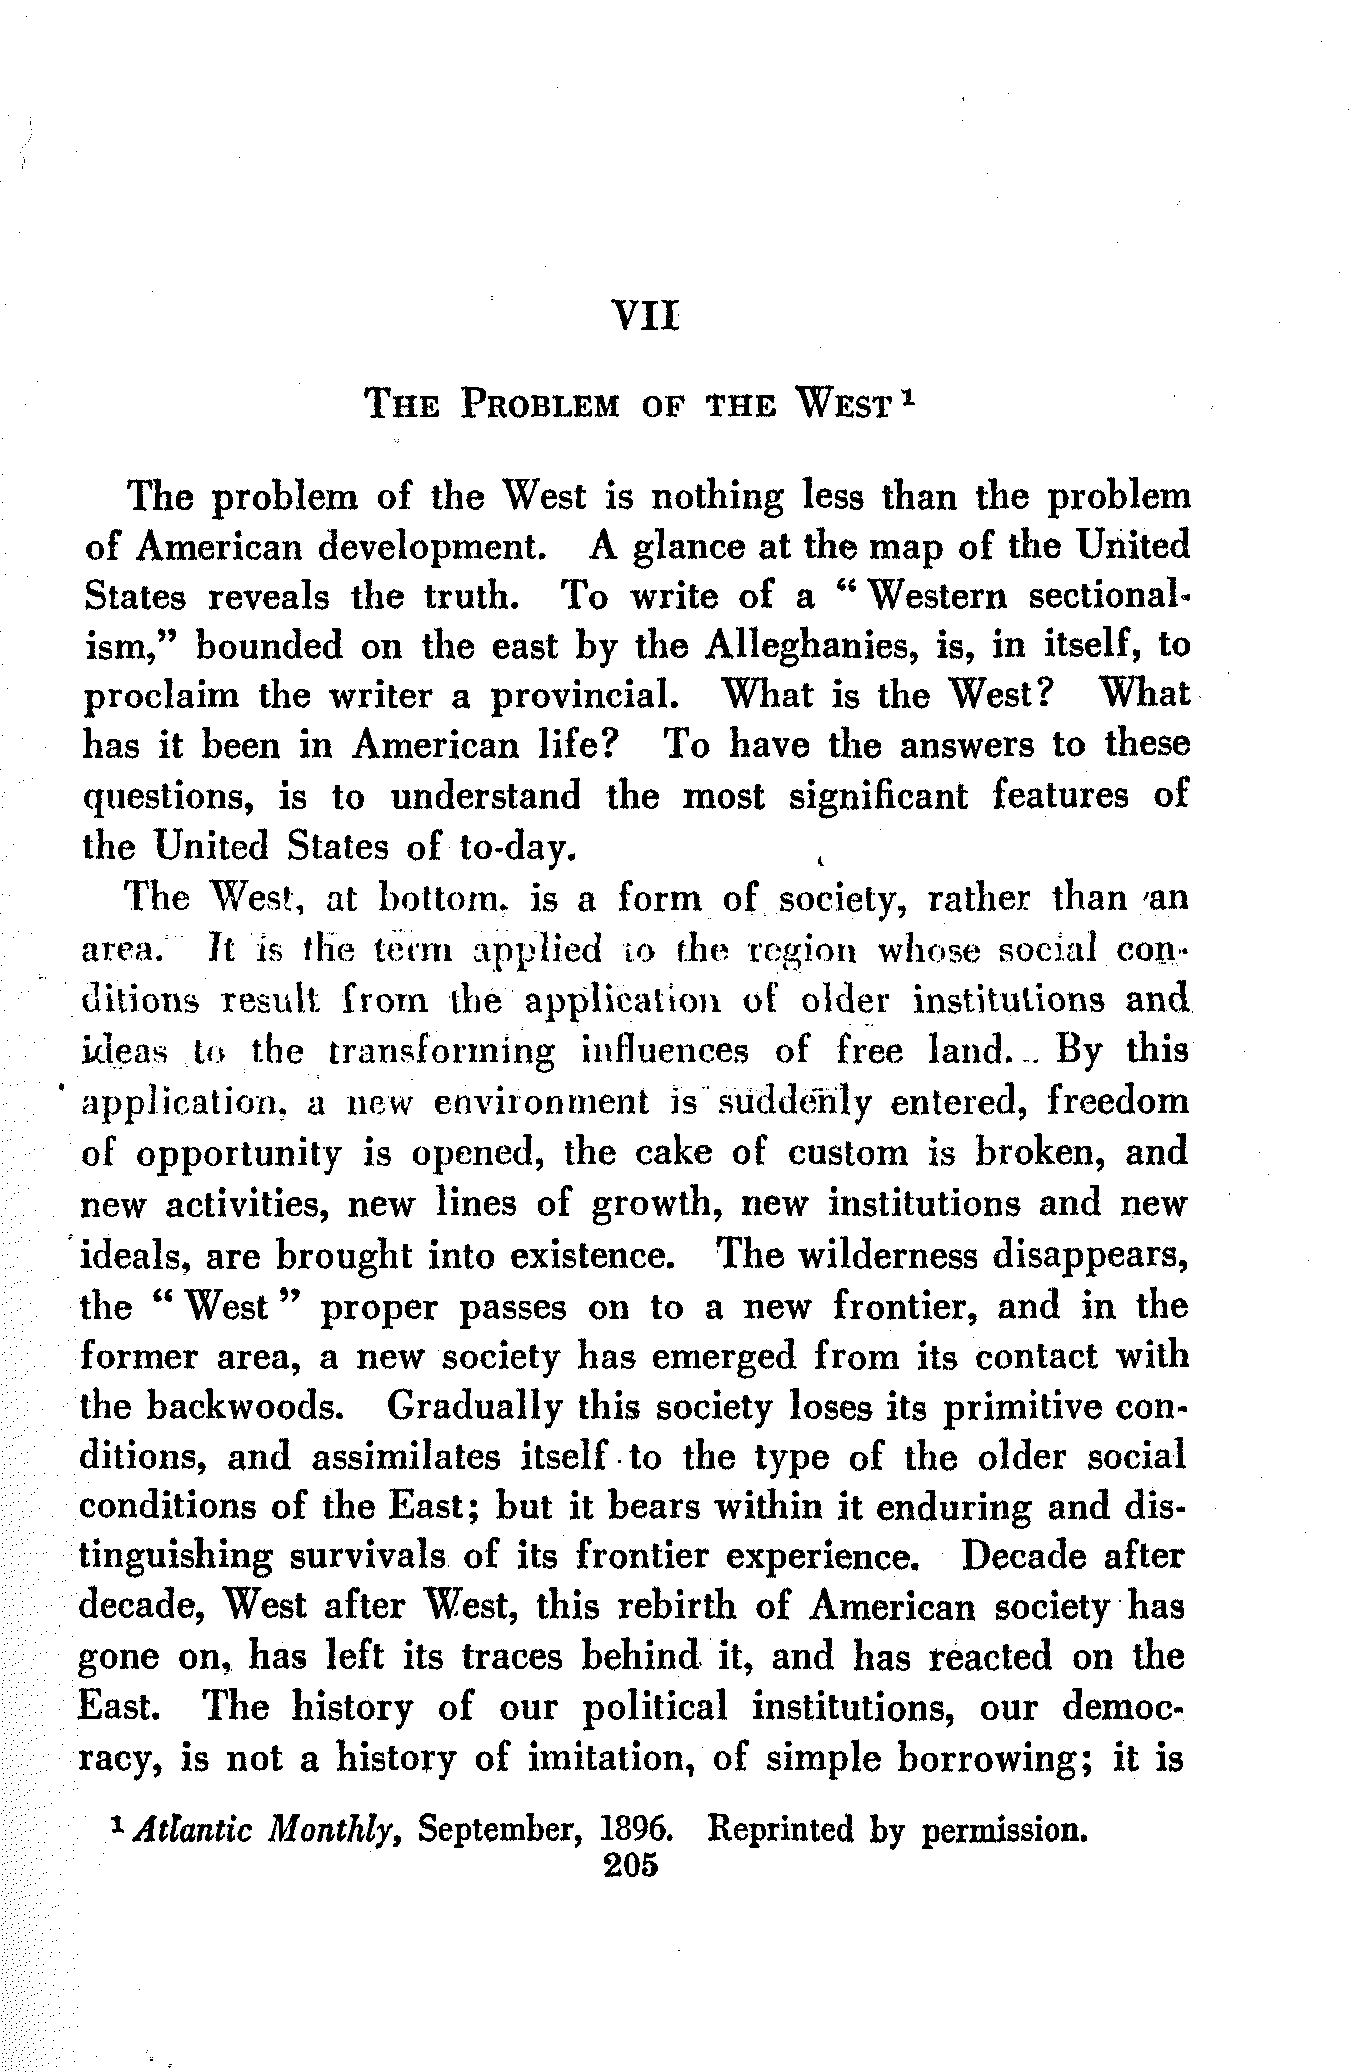 VII
THE PROBLEM OF THE WEST 1
The problem of the West is nothing less than the problem
of American development. A glance at the map of the United
States reveals the truth. To write of a “ Western sectional-
ism,” bounded on the east by the Alleghanies, is, in itself, to
proclaim the writer a provincial. What is the West? What
has it been in American life? To have the answers to these
questions, is to understand the most significant features of
the United States of to-day.
The West, at bottom, is a form of society, rather than an
area. It is the term applied to the region whose social con-
ditions result from the application of older institutions and
ideas to the transforming influences of free land. By this
application, a new environment is suddenly entered, freedom
of opportunity is opened, the cake of custom is broken, and
new activities, new lines of growth, new institutions and new
ideals, are brought into existence. The wilderness disappears,
the “ West ” proper passes on to a new frontier, and in the
former area, a new society has emerged from its contact with
the backwoods. Gradually this society loses its primitive con-
ditions, and assimilates itself to the type of the older social
conditions of the East; but it bears within it enduring and dis-
tinguishing survivals of its frontier experience. Decade after
decade, West after West, this rebirth of American society has
gone on, has left its traces behind it, and has reacted on the
East. The history of our political institutions, our democ-
racy, is not a history of imitation, of simple borrowing; it is
1 Atlantic Monthly, September, 1896. Reprinted by permission.
205